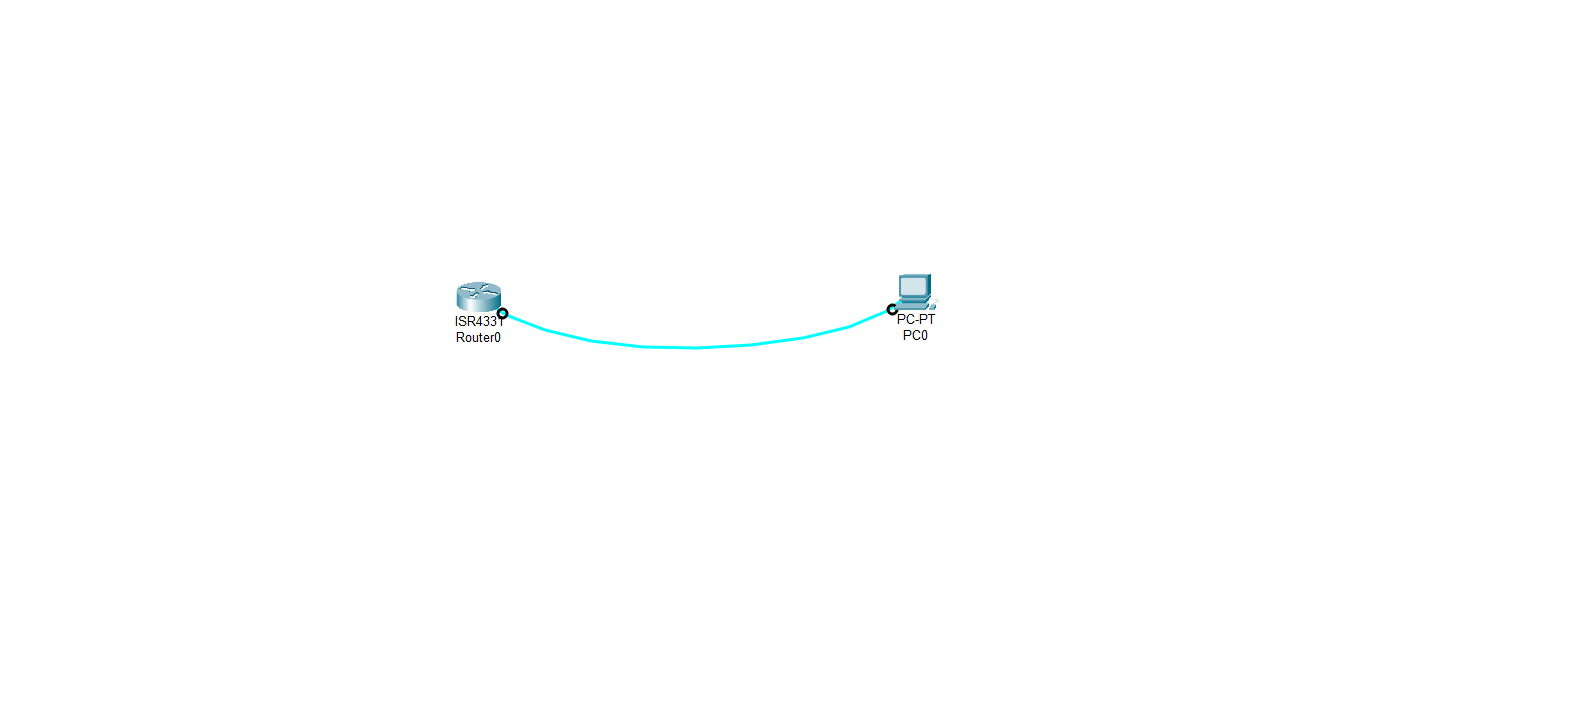 ISR4331
Router0
PC-PT
PC0